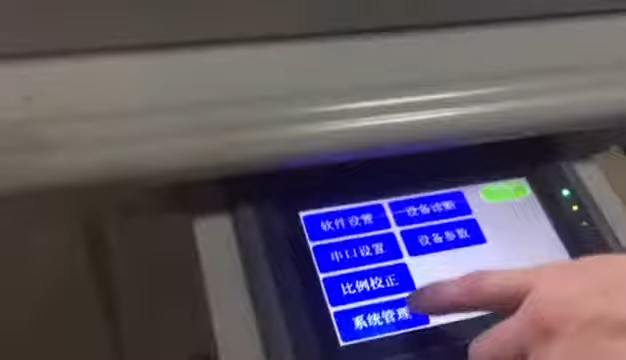 软件设置
设备诊断
串口设置
设备参数
比例校正
系统管理